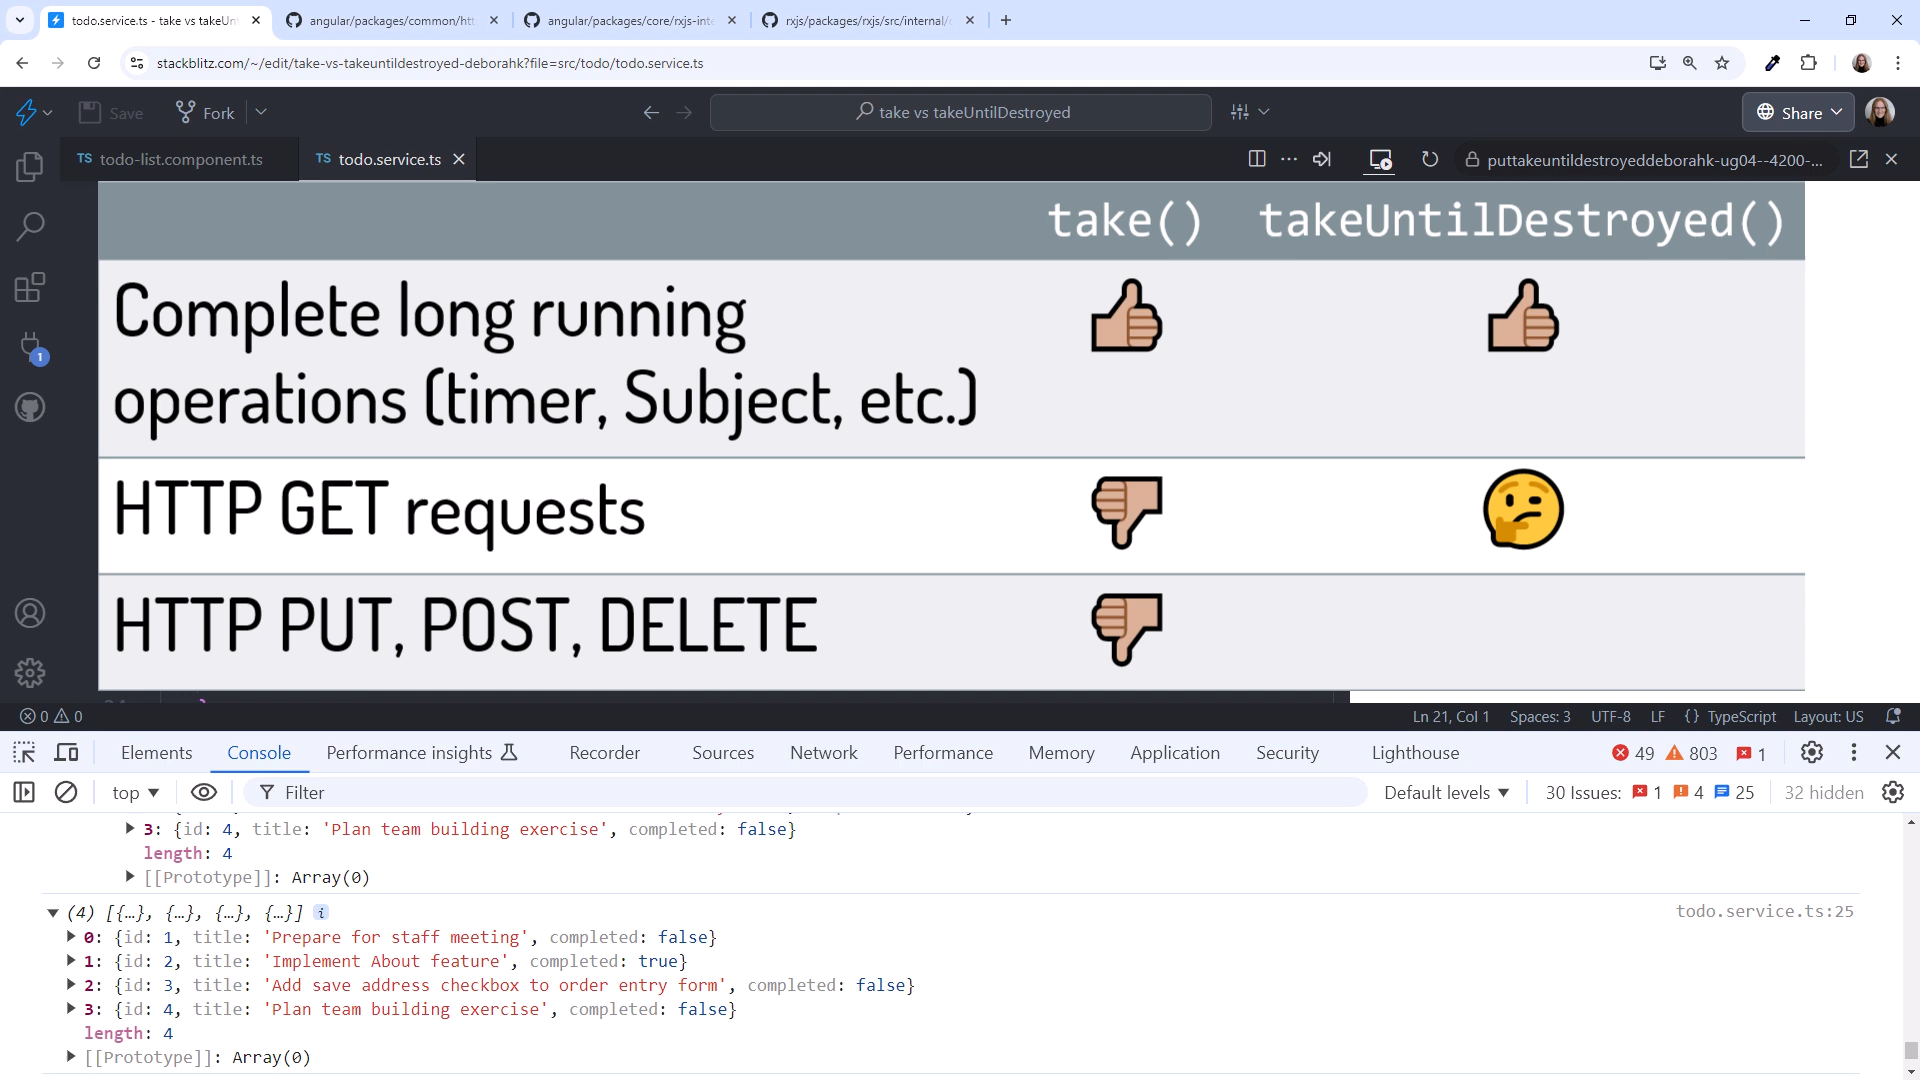 todo.service.ts - take vs takeUn
angular/packages/common/htt
angular/packages/core/rxjs-inte
rxjs/packages/rxjs/src/internal/
stackblitz.com/~/edit/take-vs-takeuntildestroyed-deborahk?file=src/todo/todo.service.ts
Save
Fork
take vs takeUntilDestroyed
Share
TS todo-list.component.ts
TS todo.service.ts
puttakeuntildestroyeddeborahk-ug04--4200-...
take() takeUntilDestroyed()
Complete long running
operations (timer, Subject, etc.)
HTTP GET requests
HTTP PUT, POST, DELETE
1
0 0
Ln 21, Col 1 Spaces: 3 UTF-8 LF {} TypeScript Layout: US
Elements Console Performance insights Recorder Sources Network Performance Memory Application Security Lighthouse 49 803 1
top Filter Default levels 30 Issues: 1 4 25 32 hidden
3: {id: 4, title: 'Plan team building exercise', completed: false}
length: 4
[[Prototype]]: Array(0)
(4) [{…}, {…}, {…}, {…}] i todo.service.ts:25
0: {id: 1, title: 'Prepare for staff meeting', completed: false}
1: {id: 2, title: 'Implement About feature', completed: true}
2: {id: 3, title: 'Add save address checkbox to order entry form', completed: false}
3: {id: 4, title: 'Plan team building exercise', completed: false}
length: 4
[[Prototype]]: Array(0)